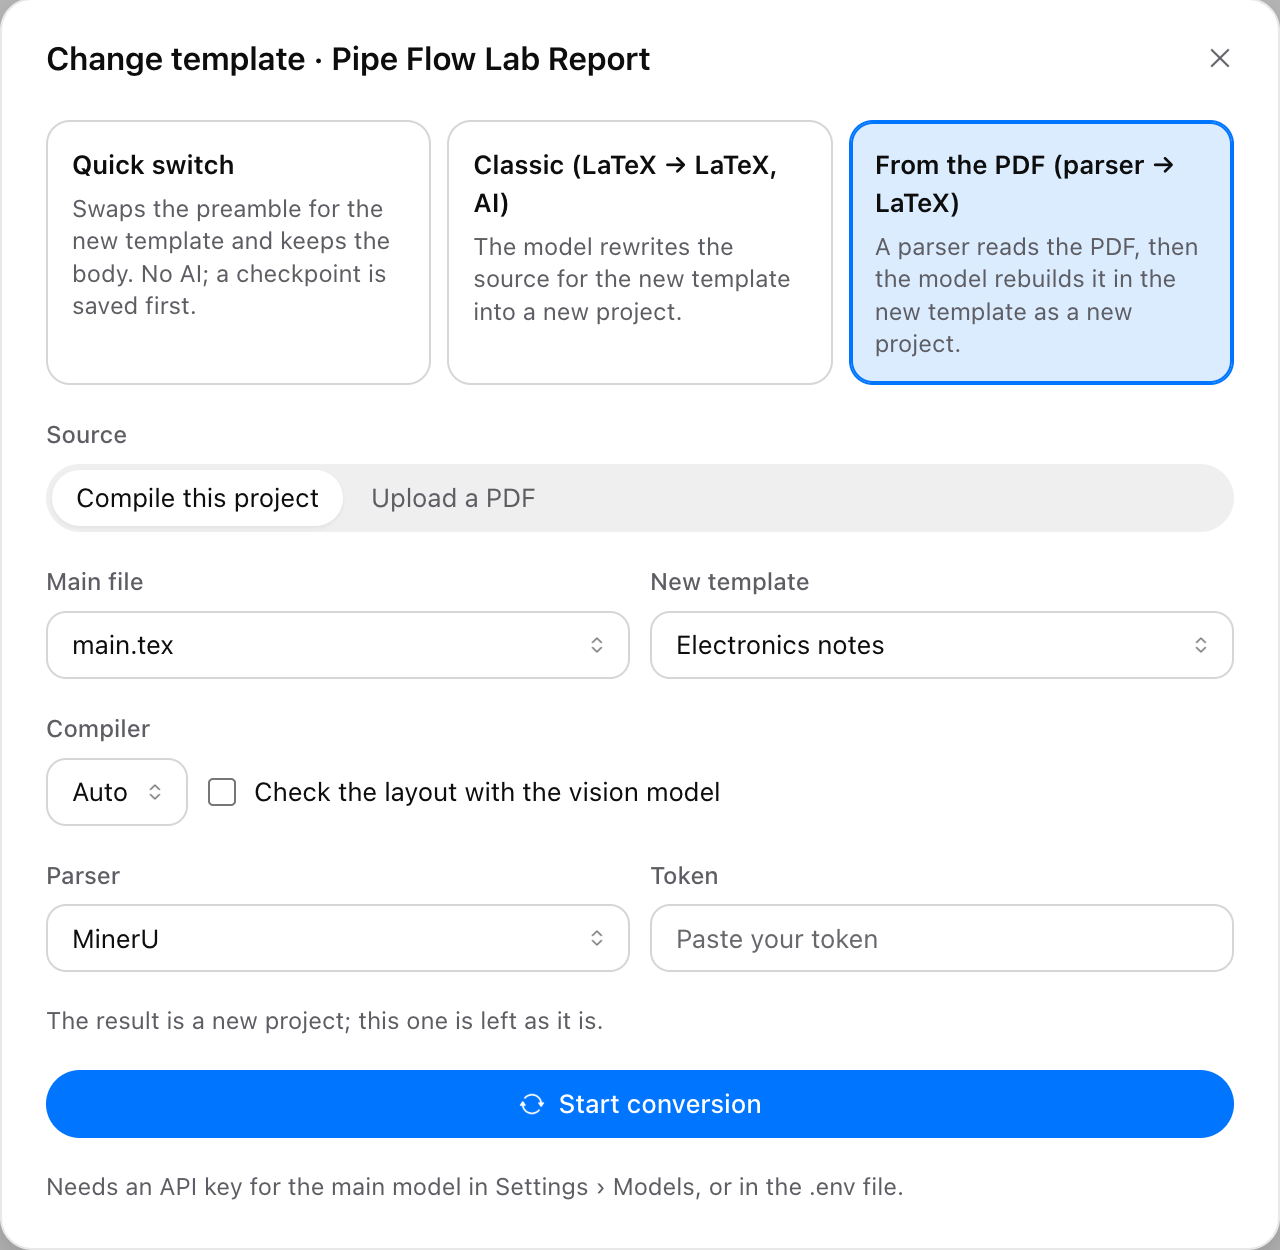 Change template · Pipe Flow Lab Report
Quick switch
Swaps the preamble for the
new template and keeps the
body. No AI; a checkpoint is
saved first.
Classic (LaTeX → LaTeX,
AI)
The model rewrites the
source for the new template
into a new project.
From the PDF (parser →
LaTeX)
A parser reads the PDF, then
the model rebuilds it in the
new template as a new
project.
Source
Compile this project
Upload a PDF
Main file
New template
main.tex
Electronics notes
Compiler
Auto
Check the layout with the vision model
Parser
Token
MinerU
Paste your token
The result is a new project; this one is left as it is.
Start conversion
Needs an API key for the main model in Settings › Models, or in the .env file.